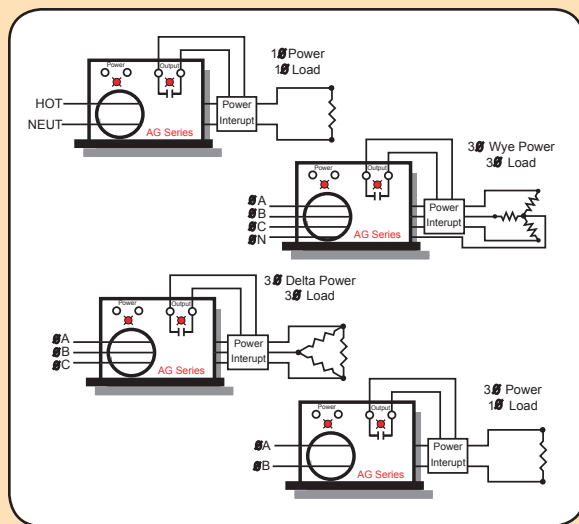 1Ø Power
1Ø Load
Power
Output
HOT
NEUT
Power
Interupt
AG Series
3Ø Wye Power
3Ø Load
Power
Output
ØA
ØB
ØC
ØN
Power
Interupt
AG Series
3Ø Delta Power
3Ø Load
Power
Output
ØA
ØB
ØC
Power
Interupt
AG Series
3Ø Power
1Ø Load
Power
Output
ØA
ØB
Power
Interupt
AG Series